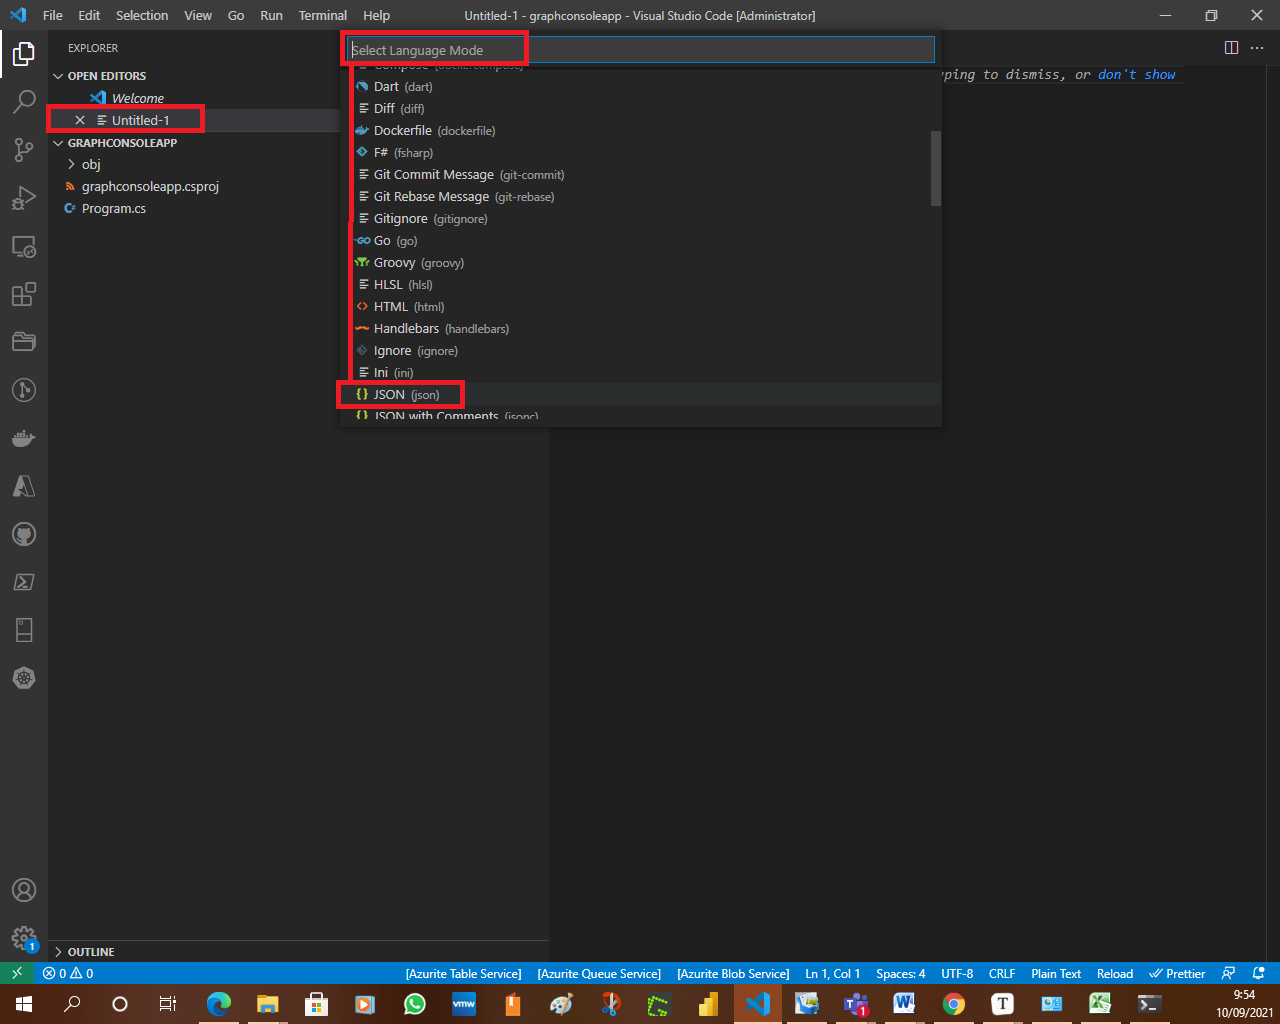 File Edit Selection View Go Run Terminal Help Untitled-1 - graphconsoleapp - Visual Studio Code [Administrator]
EXPLORER
Select Language Mode
OPEN EDITORS
Welcome
Untitled-1
GRAPHCONSOLEAPP
obj
graphconsoleapp.csproj
Program.cs
Compose (dockercompose)
ping to dismiss, or don't show
Dart (dart)
Diff (diff)
Dockerfile (dockerfile)
F# (fsharp)
Git Commit Message (git-commit)
Git Rebase Message (git-rebase)
Gitignore (gitignore)
Go (go)
Groovy (groovy)
HLSL (hlsl)
HTML (html)
Handlebars (handlebars)
Ignore (ignore)
Ini (ini)
JSON (json)
JSON with Comments (jsonc)
1
OUTLINE
0 0 [Azurite Table Service] [Azurite Queue Service] [Azurite Blob Service] Ln 1, Col 1 Spaces: 4 UTF-8 CRLF Plain Text Reload Prettier
vmw T 1
9:54
10/09/2021